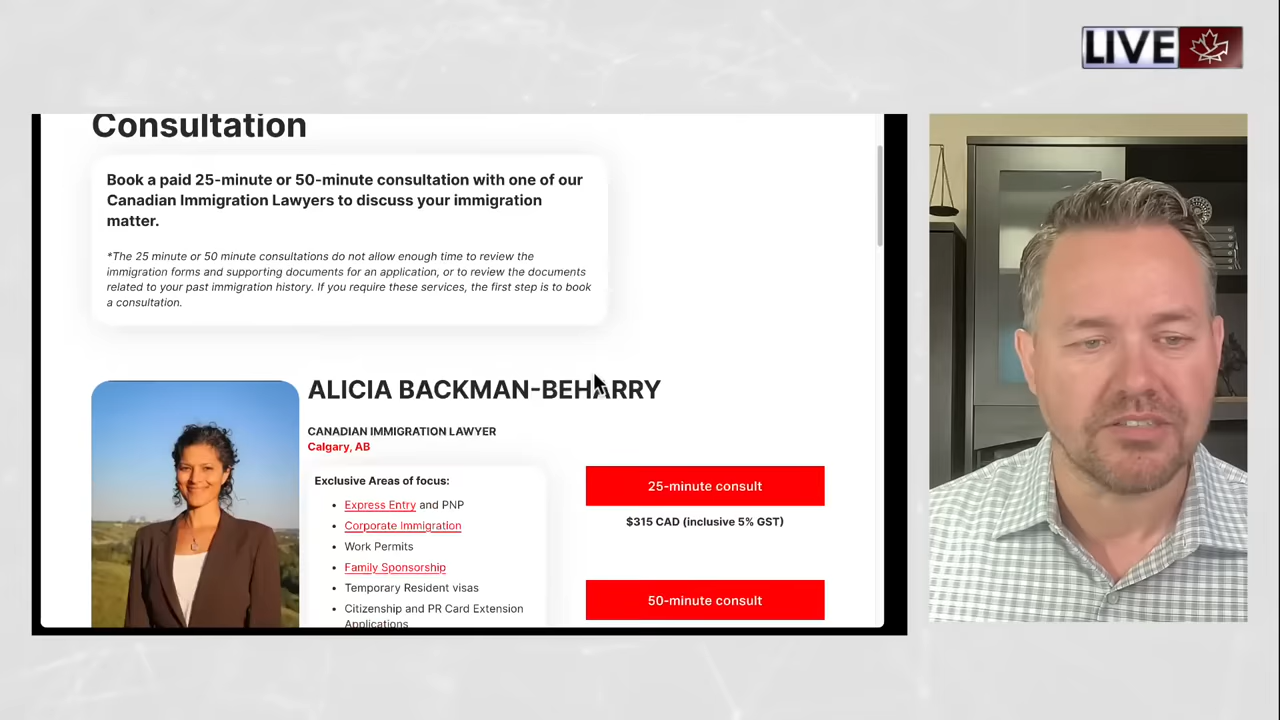 LIVE
Consultation
Book a paid 25-minute or 50-minute consultation with one of our
Canadian Immigration Lawyers to discuss your immigration
matter.
*The 25 minute or 50 minute consultations do not allow enough time to review the
immigration forms and supporting documents for an application, or to review the documents
related to your past immigration history. If you require these services, the first step is to book
a consultation.
ALICIA BACKMAN-BEHARRY
CANADIAN IMMIGRATION LAWYER
Calgary, AB
Exclusive Areas of focus:
• Express Entry and PNP
• Corporate Immigration
• Work Permits
• Family Sponsorship
• Temporary Resident visas
• Citizenship and PR Card Extension
Applications
25-minute consult
$315 CAD (inclusive 5% GST)
50-minute consult